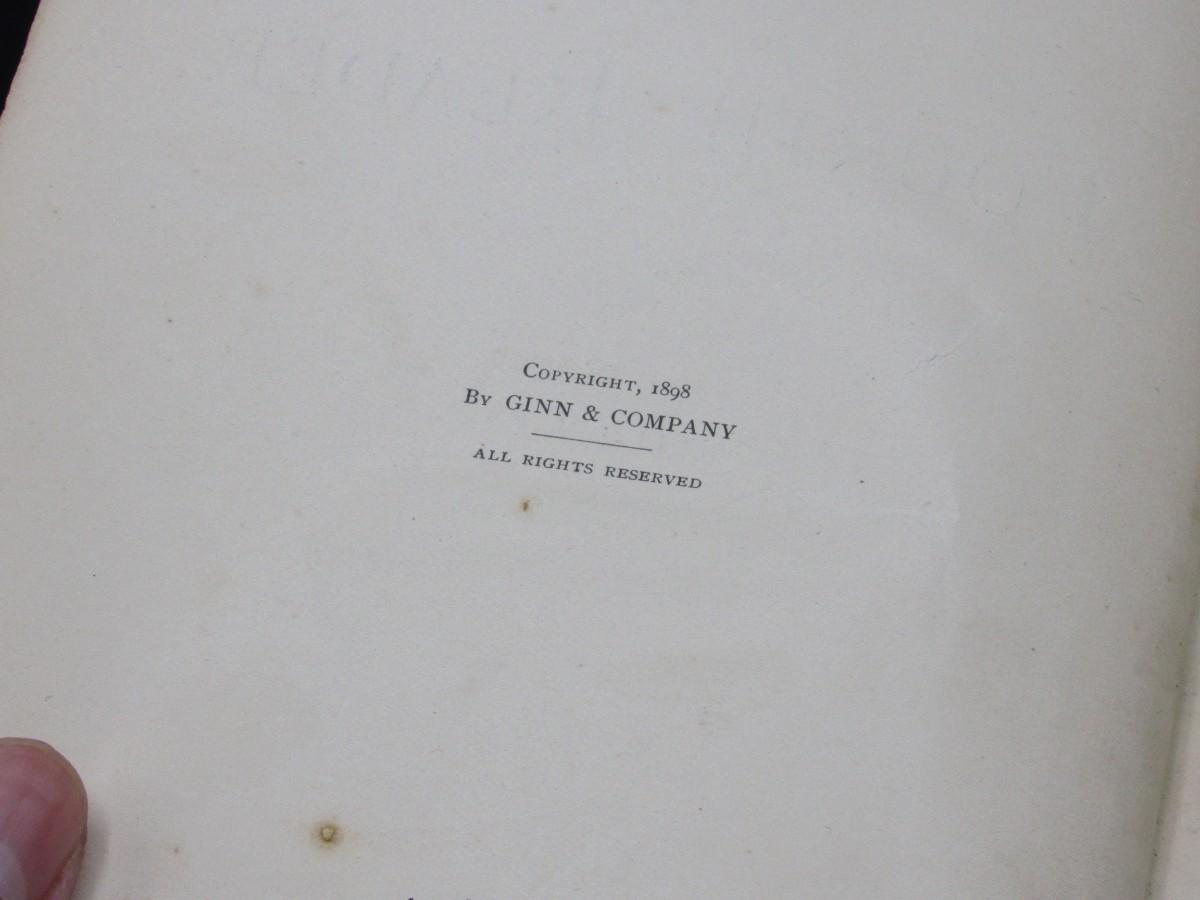 Copyright, 1898
By GINN & COMPANY
ALL RIGHTS RESERVED